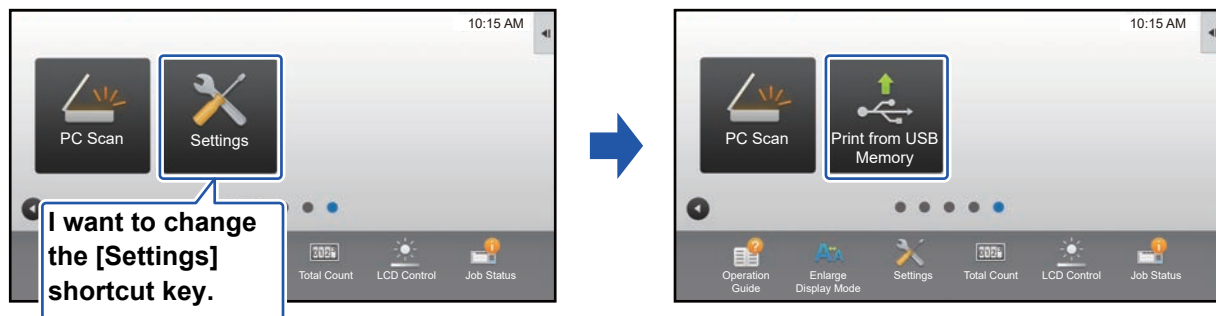 10:15 AM
PC Scan
Settings
I want to change
the [Settings]
shortcut key.
Total Count
LCD Control
Job Status
10:15 AM
PC Scan
Print from USB
Memory
Operation
Guide
Enlarge
Display Mode
Settings
Total Count
LCD Control
Job Status